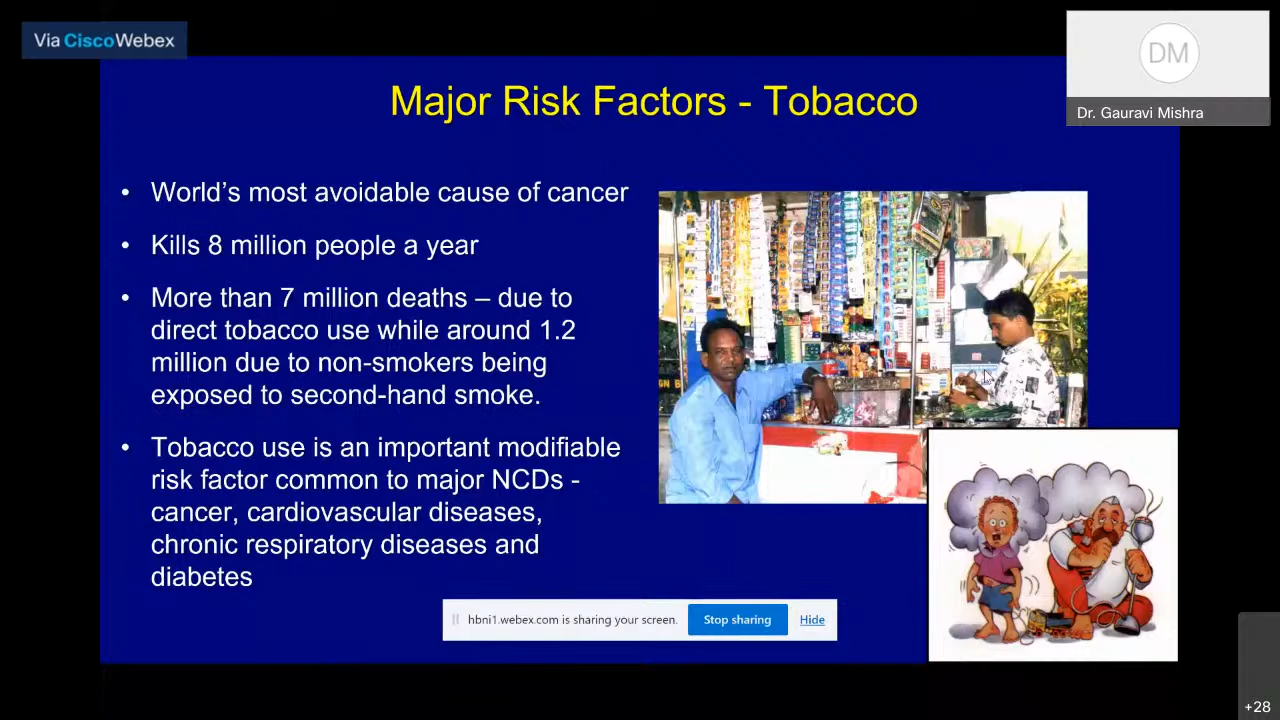 Via CiscoWebex
DM
Dr. Gauravi Mishra
Major Risk Factors - Tobacco
• World's most avoidable cause of cancer
• Kills 8 million people a year
• More than 7 million deaths – due to
direct tobacco use while around 1.2
million due to non-smokers being
exposed to second-hand smoke.
• Tobacco use is an important modifiable
risk factor common to major NCDs -
cancer, cardiovascular diseases,
chronic respiratory diseases and
diabetes
hbni1.webex.com is sharing your screen.
Stop sharing
Hide
+28